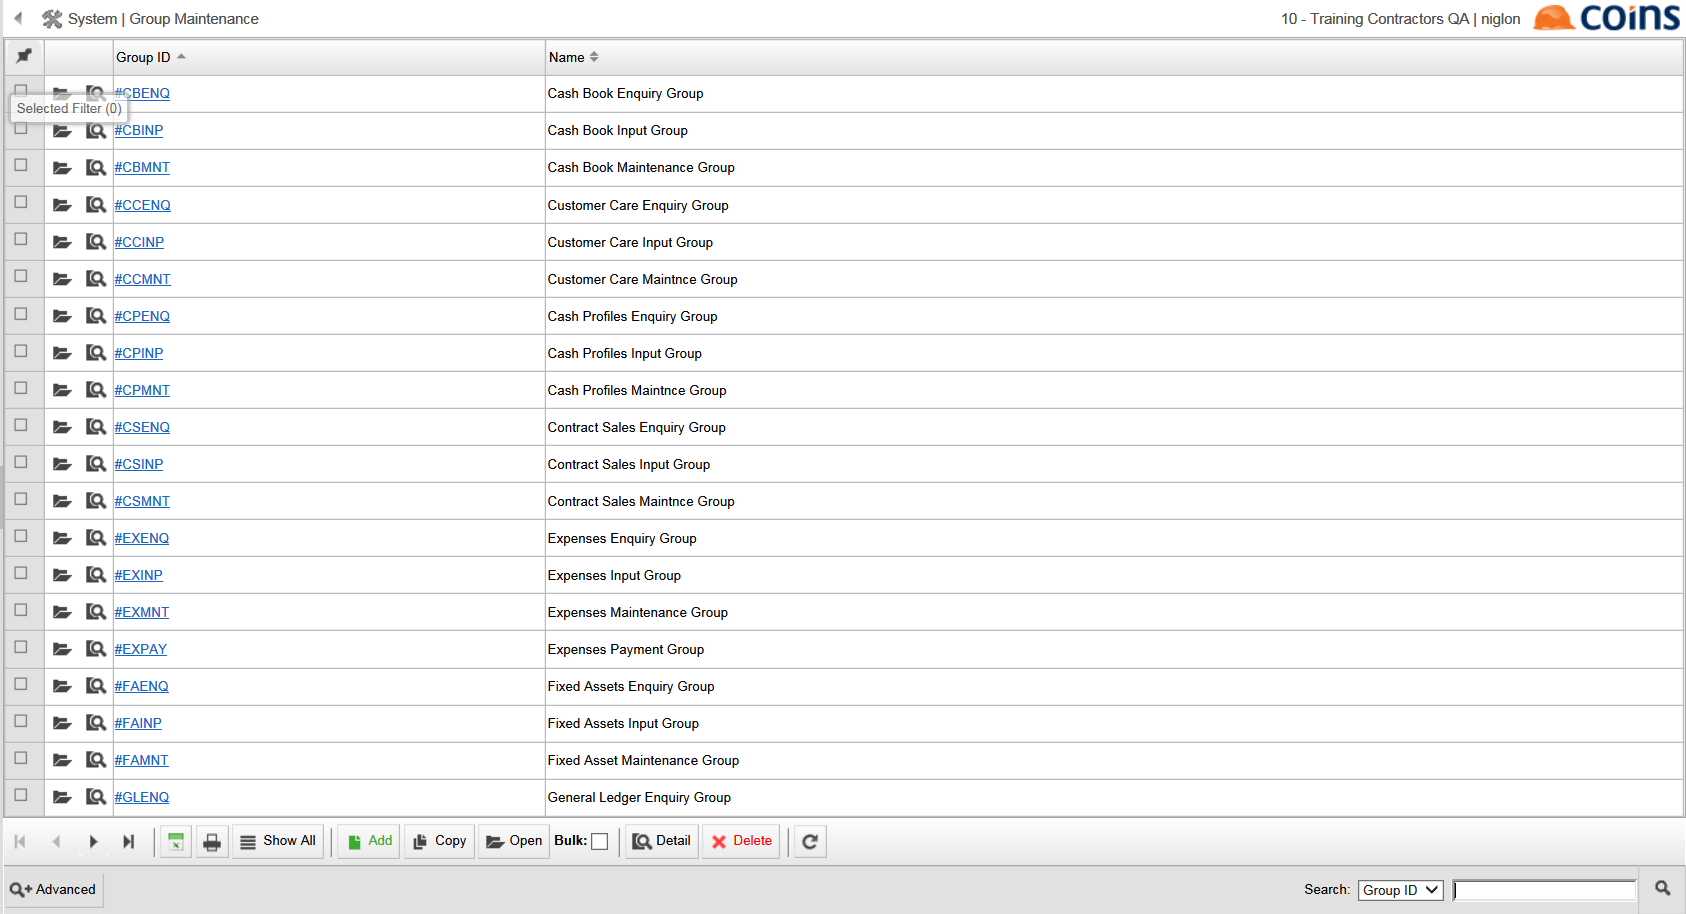 System | Group Maintenance
10 - Training Contractors QA | niglon
coins
Group ID
Name
#CBENQ
Cash Book Enquiry Group
Selected Filter (0)
#CBINP
Cash Book Input Group
#CBMNT
Cash Book Maintenance Group
#CCENQ
Customer Care Enquiry Group
#CCINP
Customer Care Input Group
#CCMNT
Customer Care Maintnce Group
#CPENQ
Cash Profiles Enquiry Group
#CPINP
Cash Profiles Input Group
#CPMNT
Cash Profiles Maintnce Group
#CSENQ
Contract Sales Enquiry Group
#CSINP
Contract Sales Input Group
#CSMNT
Contract Sales Maintnce Group
#EXENQ
Expenses Enquiry Group
#EXINP
Expenses Input Group
#EXMNT
Expenses Maintenance Group
#EXPAY
Expenses Payment Group
#FAENQ
Fixed Assets Enquiry Group
#FAINP
Fixed Assets Input Group
#FAMNT
Fixed Asset Maintenance Group
#GLENQ
General Ledger Enquiry Group
Show All
Add
Copy
Open
Bulk:
Detail
Delete
Advanced
Search:
Group ID